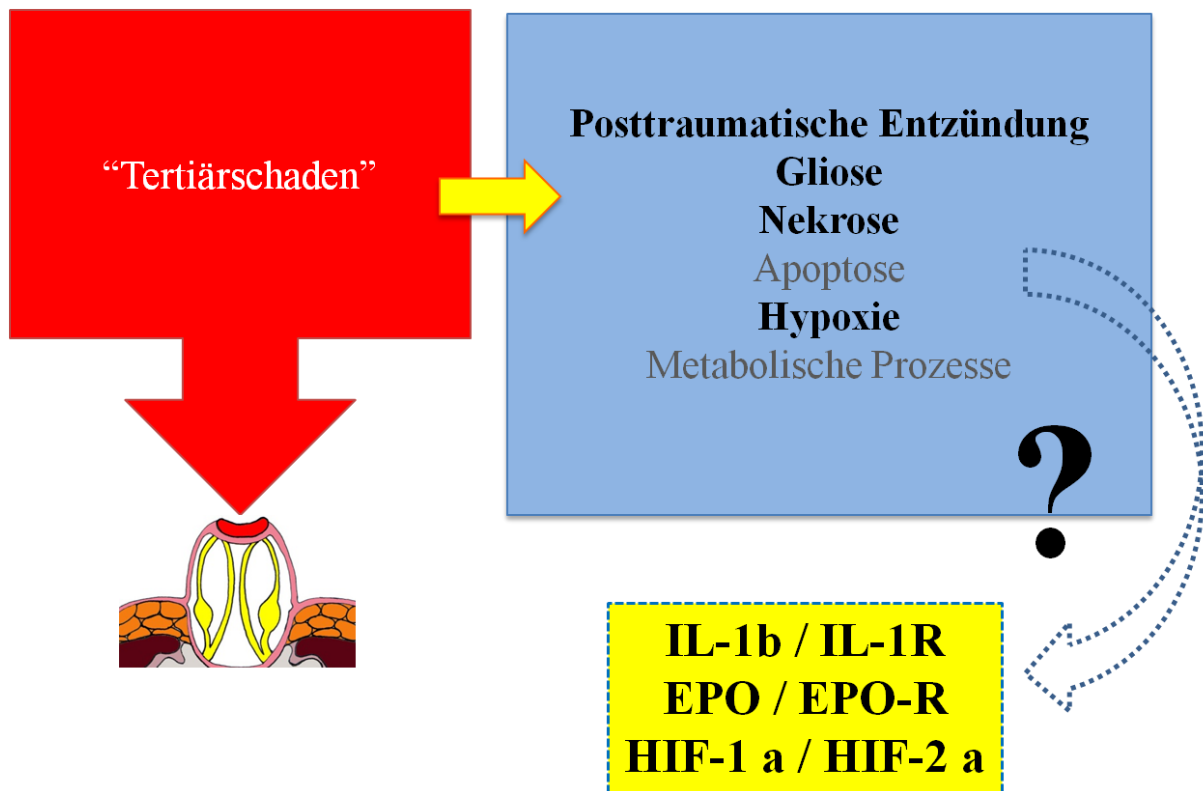 “Tertiärschaden”
Posttraumatische Entzündung
Gliose
Nekrose
Apoptose
Hypoxie
Metabolische Prozesse
?
IL-1b / IL-1R
EPO / EPO-R
HIF-1 a / HIF-2 a